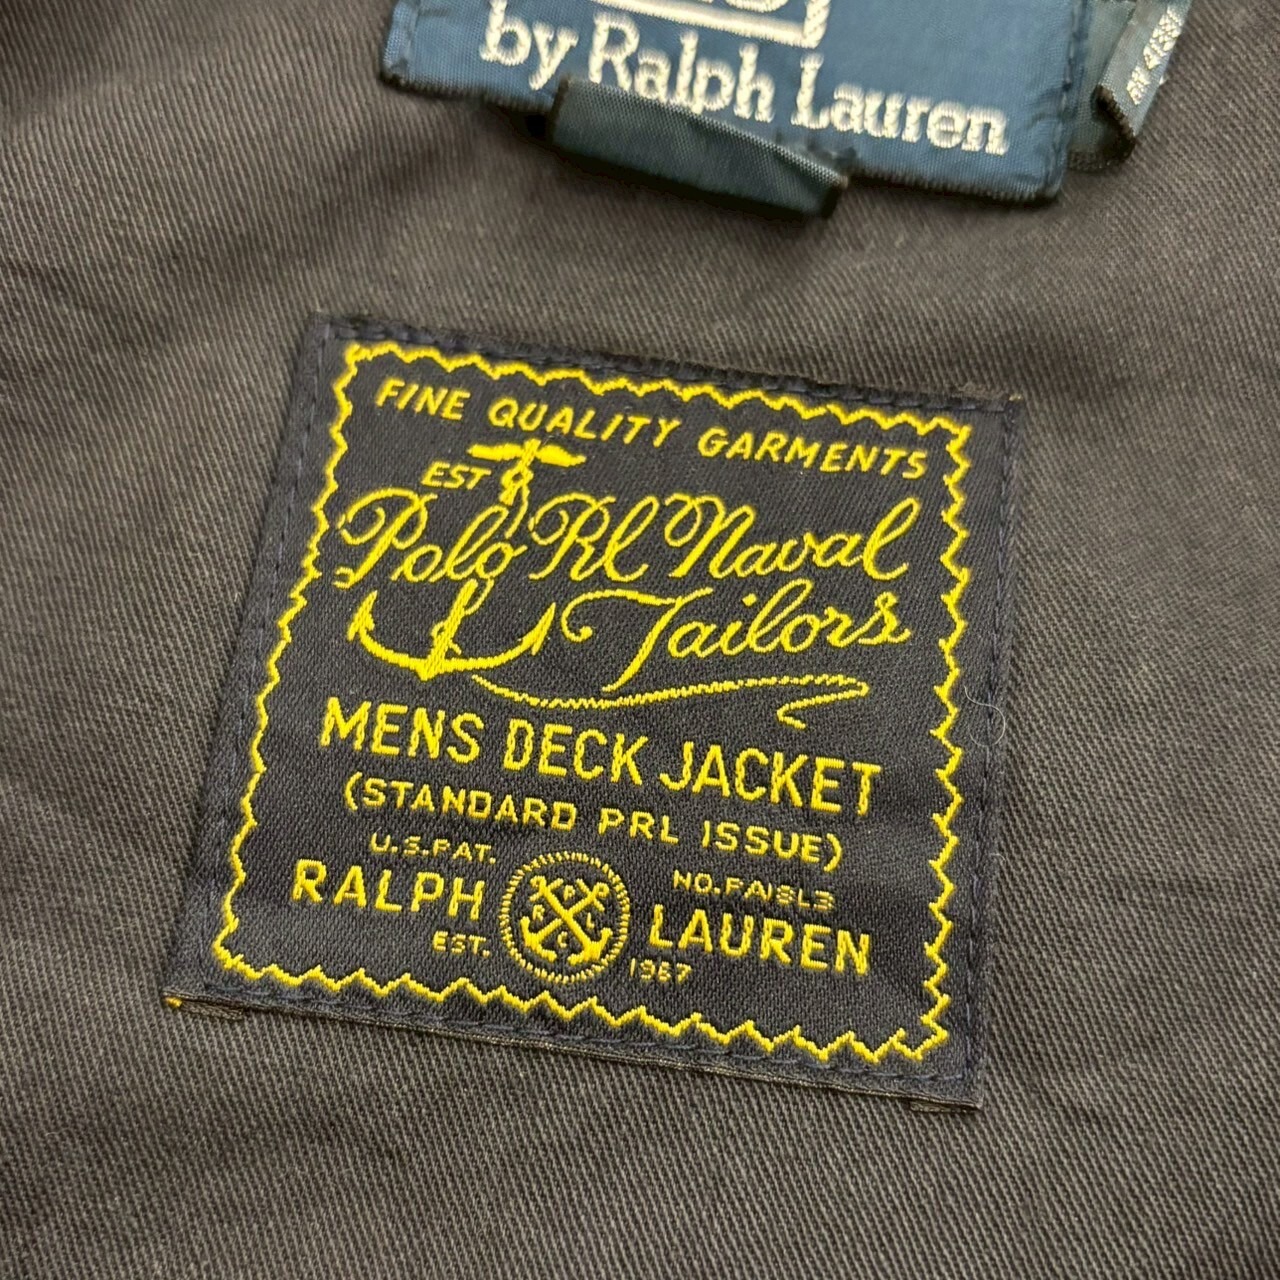 by Ralph Lauren
FINE QUALITY GARMENTS
EST
Polo Rl Naval
Tailors
MENS DECK JACKET
(STANDARD PRL ISSUE)
U.S.PAT.
NO.FA/SL3
RALPH LAUREN
EST. 1967
P
R L
C